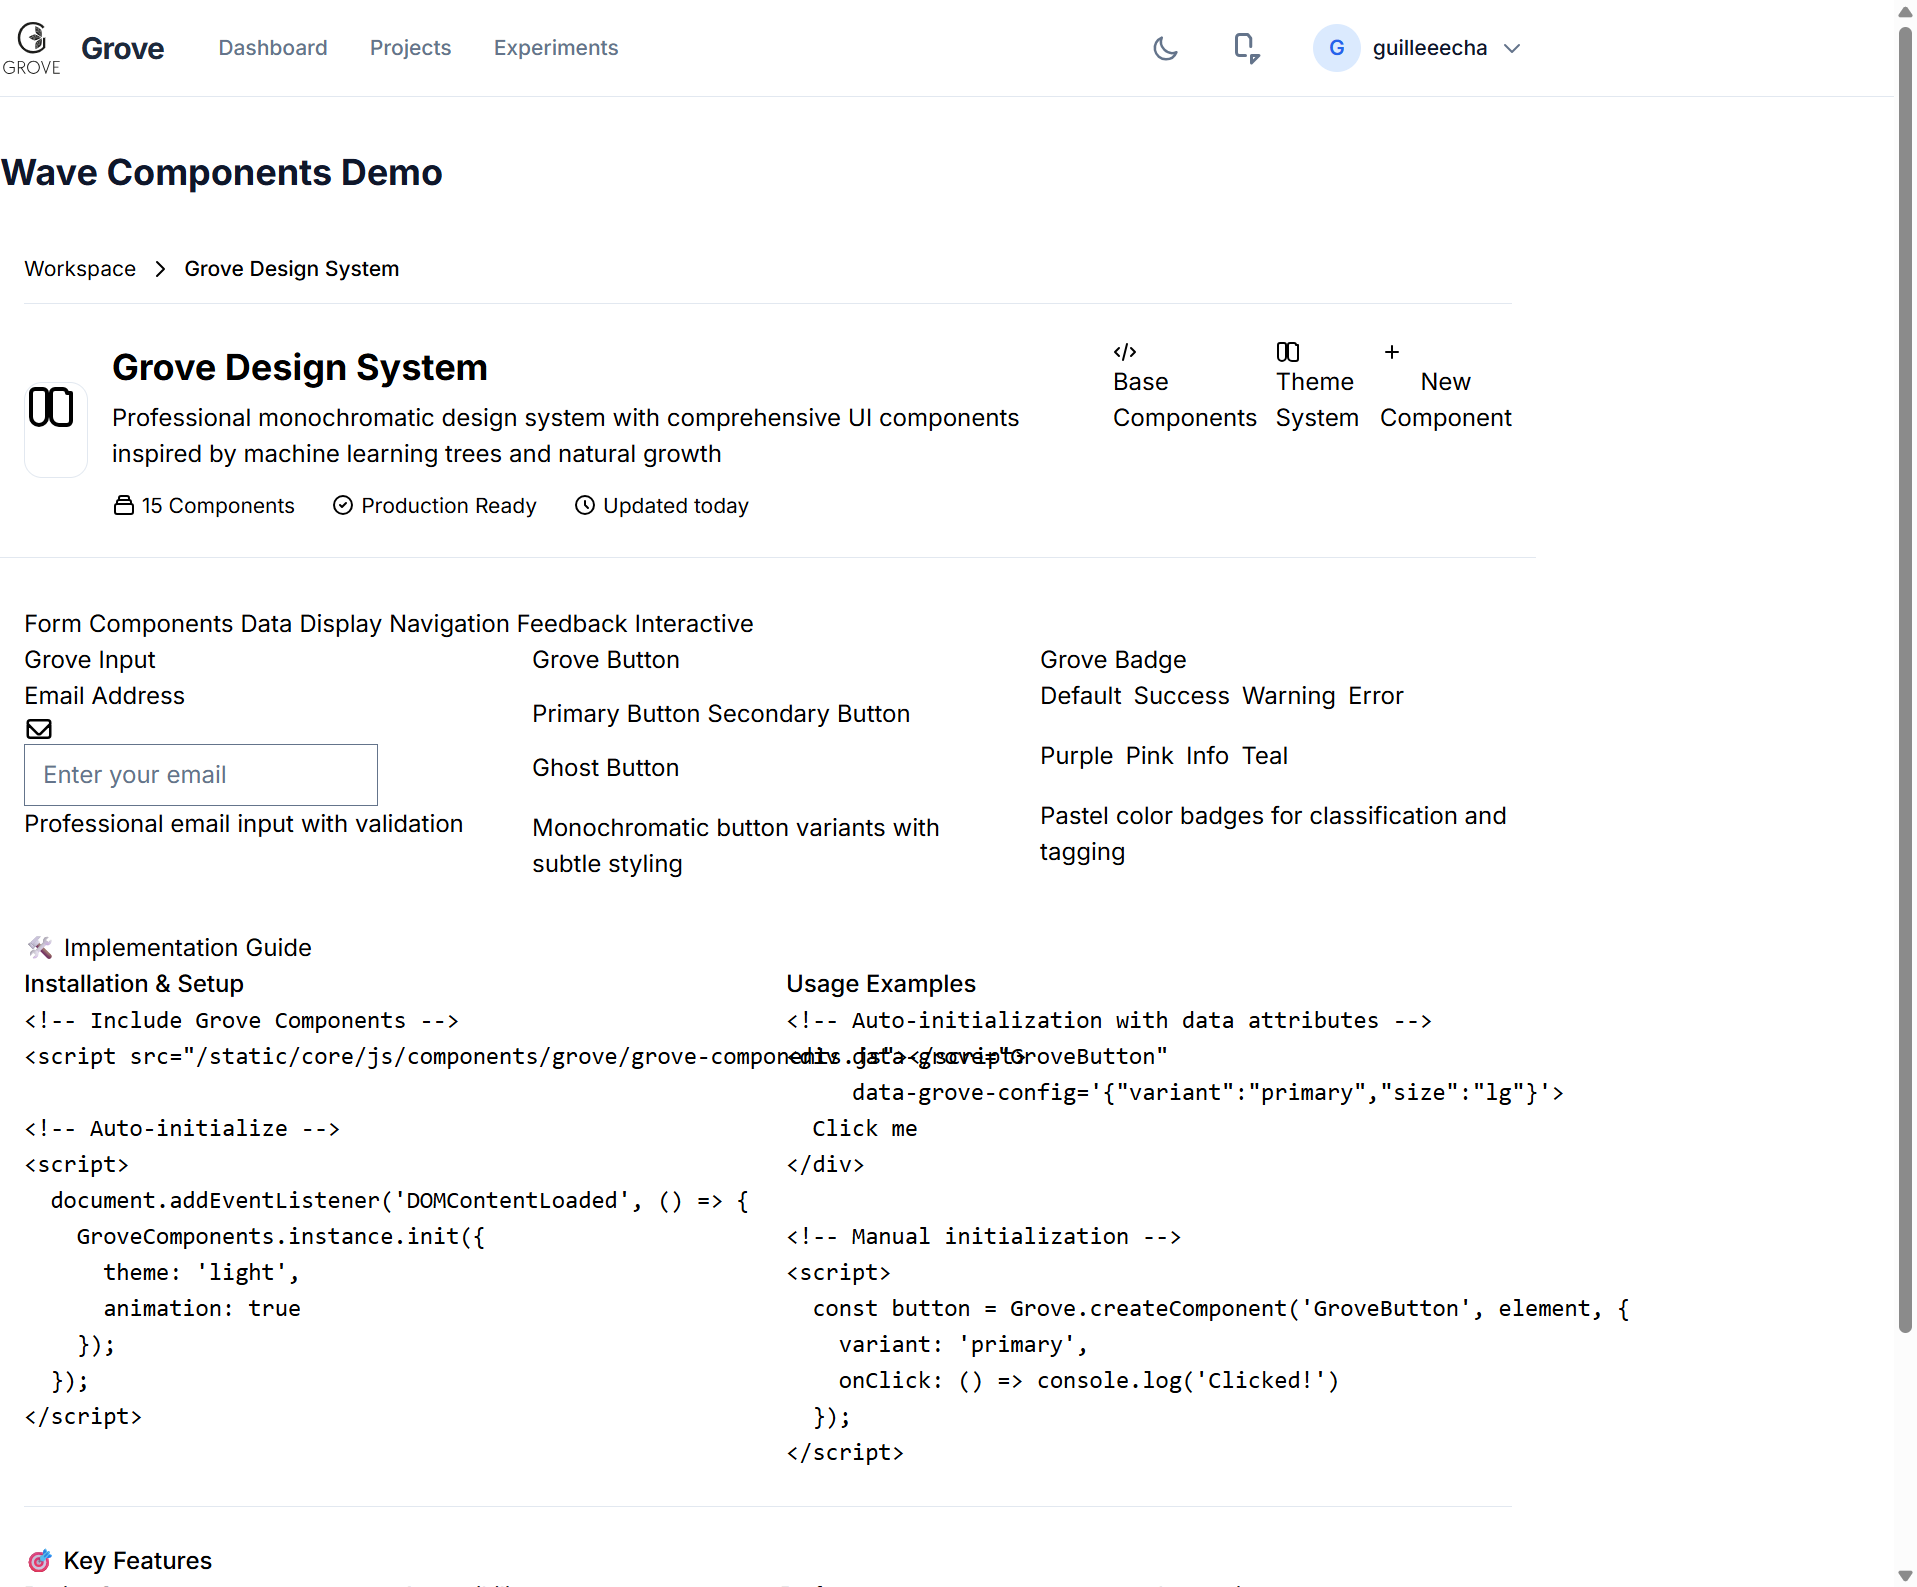 GROVE
Grove
Dashboard
Projects
Experiments
G
guilleeecha
Wave Components Demo
Workspace
Grove Design System
Grove Design System
Professional monochromatic design system with comprehensive UI components
inspired by machine learning trees and natural growth
15 Components
Production Ready
Updated today
</>
Base
Components
Theme
System
+
New
Component
Form Components Data Display Navigation Feedback Interactive
Grove Input
Email Address
Enter your email
Professional email input with validation
Grove Button
Primary Button Secondary Button
Ghost Button
Monochromatic button variants with
subtle styling
Grove Badge
Default Success Warning Error
Purple Pink Info Teal
Pastel color badges for classification and
tagging
Implementation Guide
Installation & Setup
<!-- Include Grove Components -->
<script src="/static/core/js/components/grove/grove-components.js"></script>
<!-- Auto-initialize -->
<script>
document.addEventListener('DOMContentLoaded', () => {
GroveComponents.instance.init({
theme: 'light',
animation: true
});
});
</script>
Usage Examples
<!-- Auto-initialization with data attributes -->
<div data-grove="GroveButton"
data-grove-config='{"variant":"primary","size":"lg"}'>
Click me
</div>
<!-- Manual initialization -->
<script>
const button = Grove.createComponent('GroveButton', element, {
variant: 'primary',
onClick: () => console.log('Clicked!')
});
</script>
Key Features